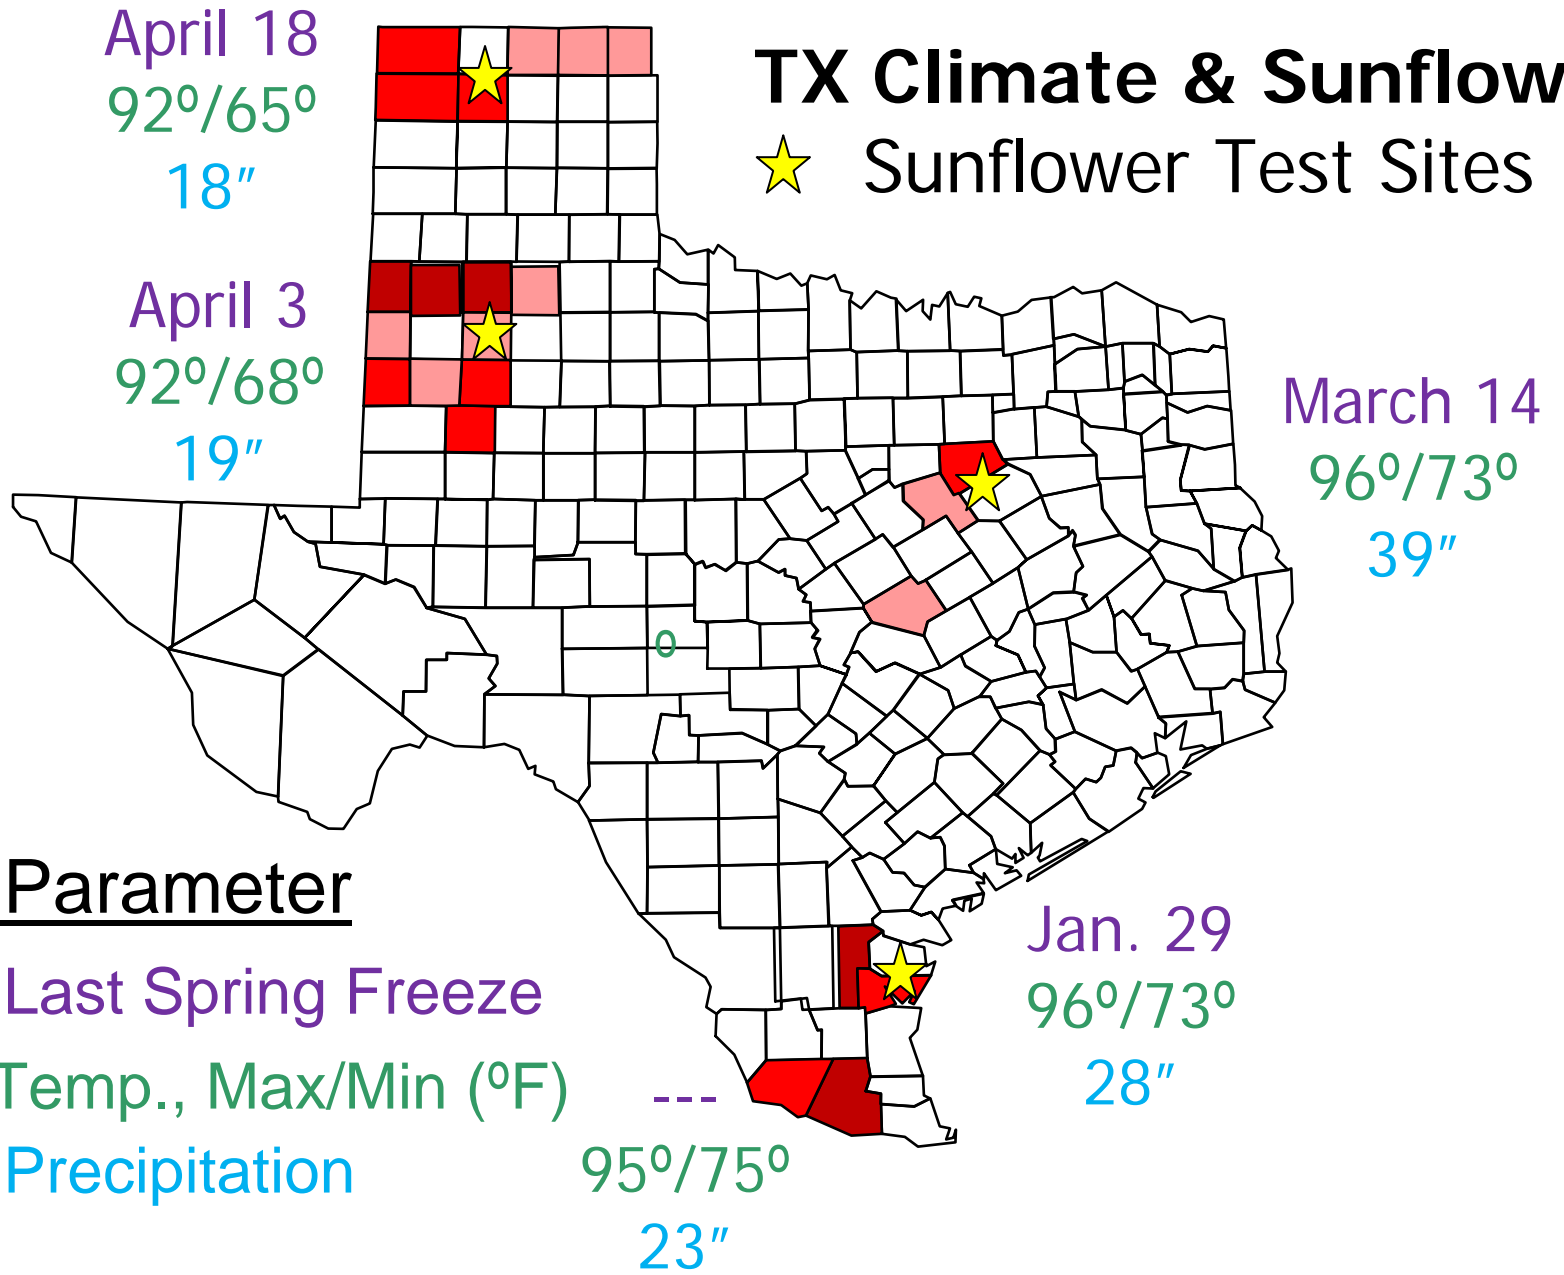 April 18
92º/65º
18″
TX Climate & Sunflow
Sunflower Test Sites
April 3
92º/68º
19″
March 14
96º/73º
39″
o
Parameter
Last Spring Freeze
Temp., Max/Min (ºF)
Precipitation
---
95º/75º
23″
Jan. 29
96º/73º
28″